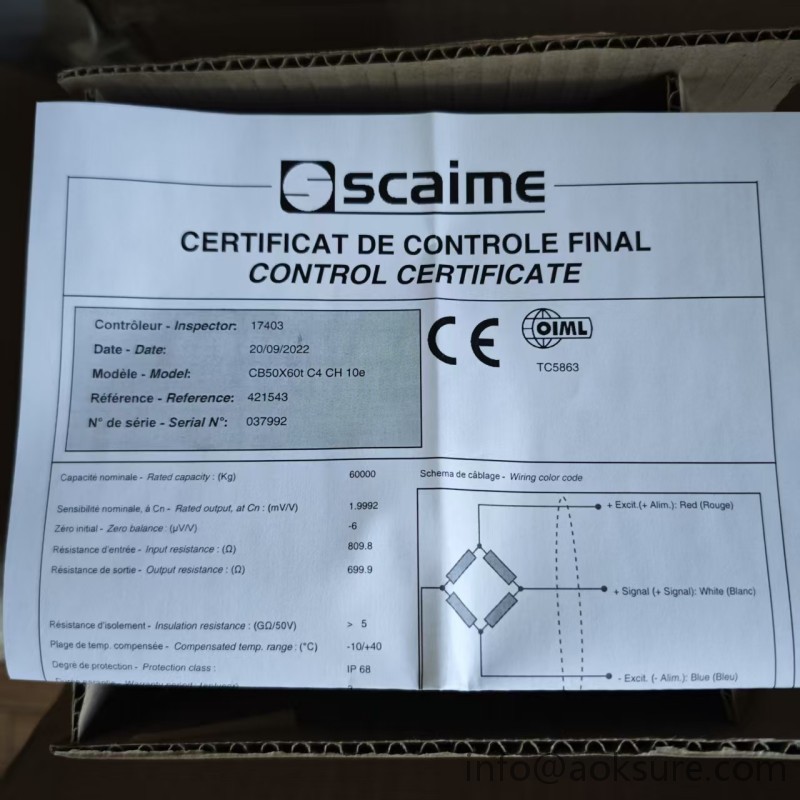 scaime
CERTIFICAT DE CONTROLE FINAL
CONTROL CERTIFICATE
Contrôleur - Inspector: 17403
Date - Date: 20/09/2022
Modèle - Model: CB50X60t C4 CH 10e
Référence - Reference: 421543
N° de série - Serial N°: 037992
CE
OIML
TC5863
Capacité nominale - Rated capacity : (Kg) 60000
Sensibilité nominale, à Cn - Rated output, at Cn : (mV/V) 1.9992
Zéro initial - Zero balance : (µV/V) -6
Résistance d'entrée - Input resistance : (Ω) 809.8
Résistance de sortie - Output resistance : (Ω) 699.9
Résistance d'isolement - Insulation resistance : (GΩ/50V) > 5
Plage de temp. compensée - Compensated temp. range : (°C) -10/+40
Degré de protection - Protection class : IP 68
Schema de câblage - Wiring color code
+ Excit.(+ Alim.): Red (Rouge)
+ Signal (+ Signal): White (Blanc)
- Excit. (- Alim.): Blue (Bleu)
info@aoksure.com